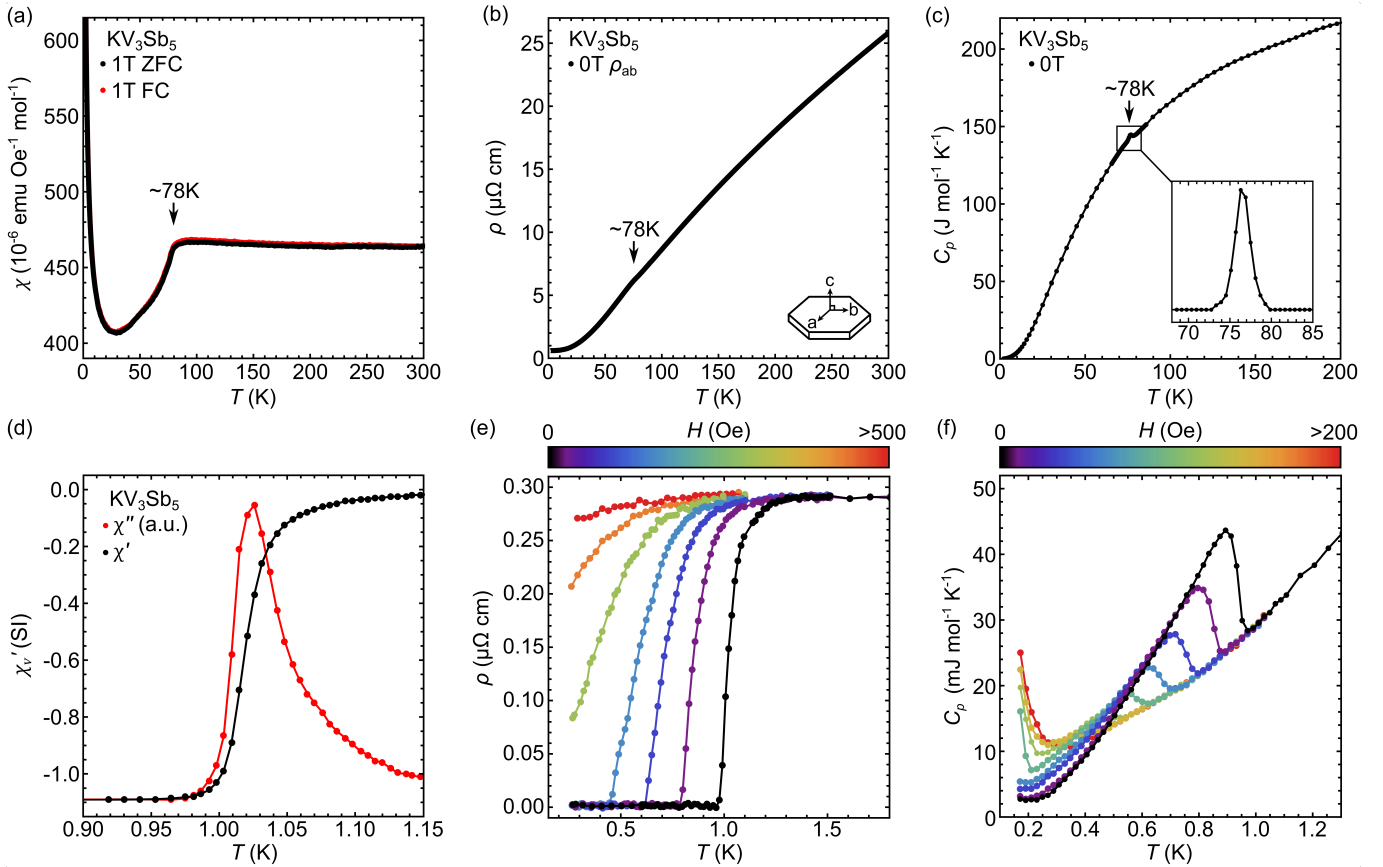 (a)
KV₃Sb₅
1T ZFC
1T FC
~78K
χ (10⁻⁶ emu Oe⁻¹ mol⁻¹)
600
550
500
450
400
0 50 100 150 200 250 300
T (K)
(b)
KV₃Sb₅
0T ρab
~78K
ρ (μΩ cm)
25
20
15
10
5
0
c
a b
0 50 100 150 200 250 300
T (K)
(c)
KV₃Sb₅
0T
~78K
Cp (J mol⁻¹ K⁻¹)
200
150
100
50
0
70 75 80 85
0 50 100 150 200
T (K)
(d)
KV₃Sb₅
χ″ (a.u.)
χ′
χv′ (SI)
0.0
-0.2
-0.4
-0.6
-0.8
-1.0
0.90 0.95 1.00 1.05 1.10 1.15
T (K)
(e)
0 H (Oe) >500
ρ (μΩ cm)
0.30
0.25
0.20
0.15
0.10
0.05
0.00
0.5 1.0 1.5
T (K)
(f)
0 H (Oe) >200
Cp (mJ mol⁻¹ K⁻¹)
50
40
30
20
10
0
0.2 0.4 0.6 0.8 1.0 1.2
T (K)